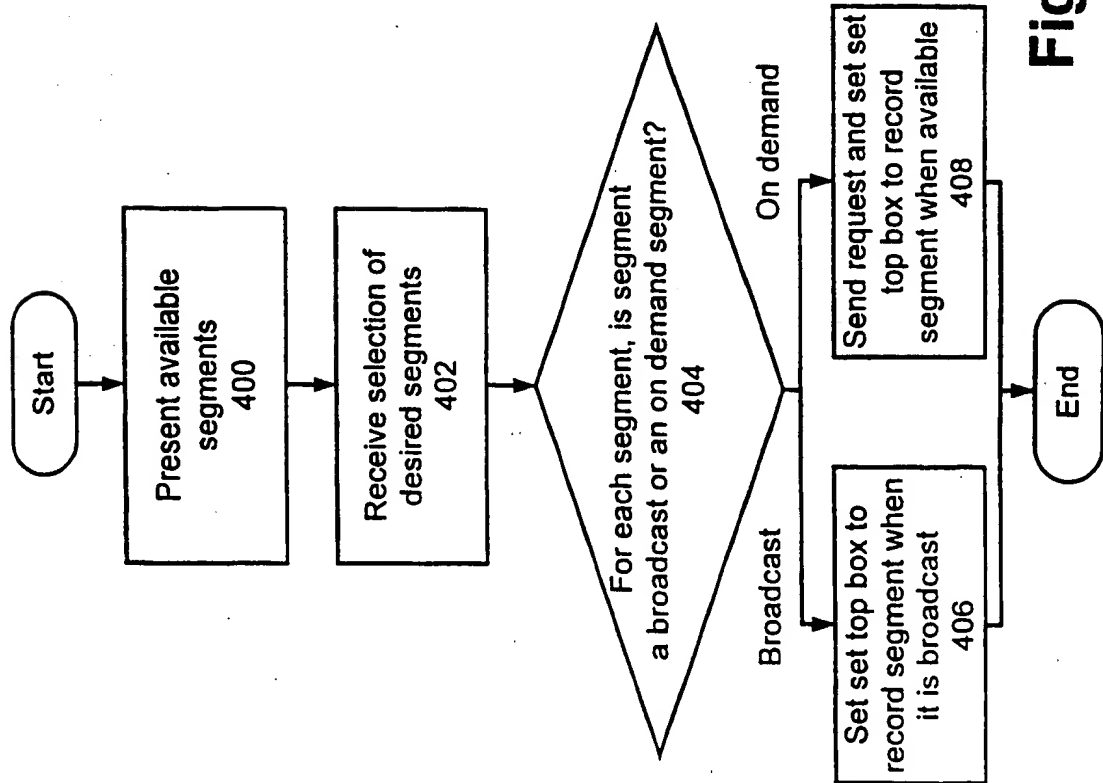 Start
Present available
segments
400
Receive selection of
desired segments
402
For each segment, is segment
a broadcast or an on demand segment?
404
Broadcast
On demand
Set set top box to
record segment when
it is broadcast
406
Send request and set set
top box to record
segment when available
408
End
Fig